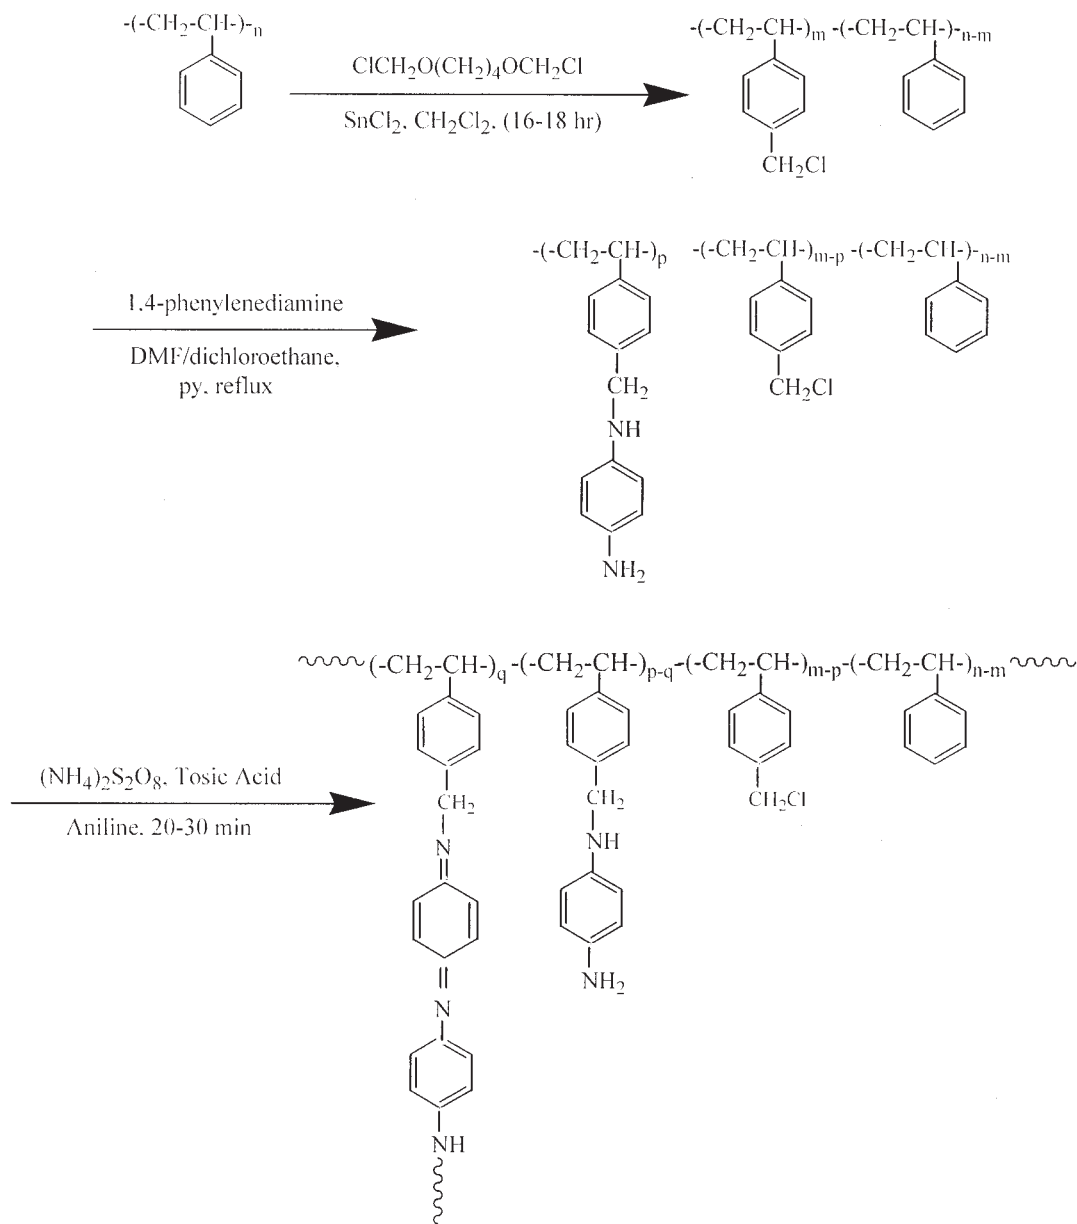 -(-CH₂-CH-)-n
ClCH₂O(CH₂)₄OCH₂Cl
SnCl₂, CH₂Cl₂, (16-18 hr)
-(-CH₂-CH-)m -(-CH₂-CH)-n-m
CH₂Cl
-(-CH₂-CH-)p -(-CH₂-CH-)m-p -(-CH₂-CH-)-n-m
1,4-phenylenediamine
DMF/dichloroethane,
py, reflux
CH₂
CH₂Cl
NH
NH₂
(-CH₂-CH-)q -(-CH₂-CH-)p-q -(-CH₂-CH-)m-p -(-CH₂-CH-)n-m
(NH₄)₂S₂O₈, Tosic Acid
Aniline, 20-30 min
CH₂ CH₂ CH₂Cl
N NH
NH₂
N
NH